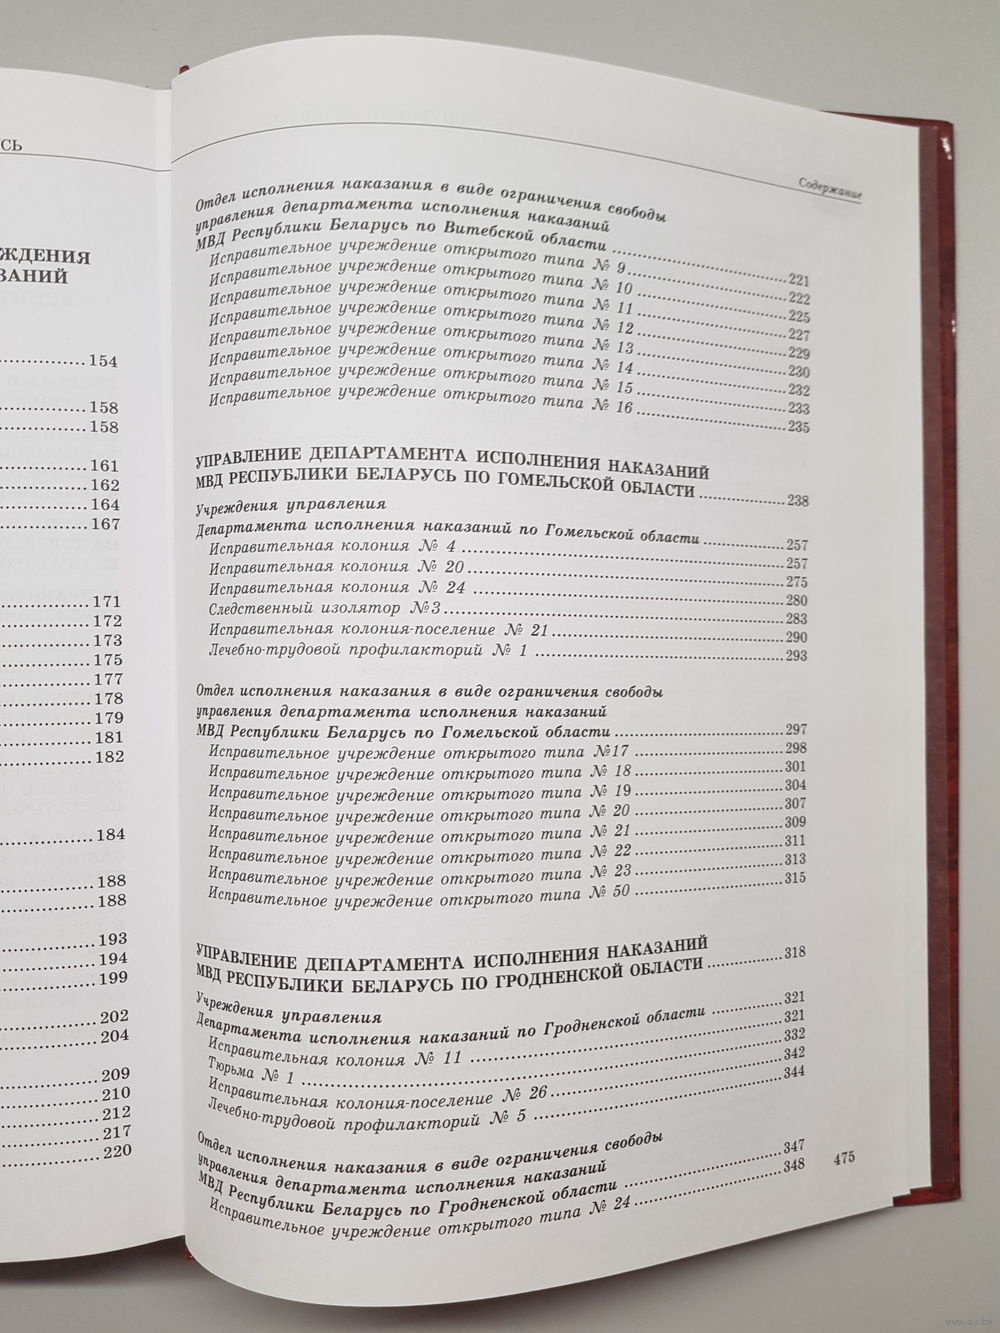 СЬ
ЖДЕНИЯ
ЗАНИЙ
154
158
158
161
162
164
167
171
172
173
175
177
178
179
181
182
184
188
188
193
194
199
202
204
209
210
212
217
220
Содержание
Отдел исполнения наказания в виде ограничения свободы
управления департамента исполнения наказаний
МВД Республики Беларусь по Витебской области 221
Исправительное учреждение открытого типа № 9 222
Исправительное учреждение открытого типа № 10 225
Исправительное учреждение открытого типа № 11 227
Исправительное учреждение открытого типа № 12 229
Исправительное учреждение открытого типа № 13 230
Исправительное учреждение открытого типа № 14 232
Исправительное учреждение открытого типа № 15 233
Исправительное учреждение открытого типа № 16 235
УПРАВЛЕНИЕ ДЕПАРТАМЕНТА ИСПОЛНЕНИЯ НАКАЗАНИЙ
МВД РЕСПУБЛИКИ БЕЛАРУСЬ ПО ГОМЕЛЬСКОЙ ОБЛАСТИ 238
Учреждения управления
Департамента исполнения наказаний по Гомельской области 257
Исправительная колония № 4 257
Исправительная колония № 20 275
Исправительная колония № 24 280
Следственный изолятор №3 283
Исправительная колония-поселение № 21 290
Лечебно-трудовой профилакторий № 1 293
Отдел исполнения наказания в виде ограничения свободы
управления департамента исполнения наказаний
МВД Республики Беларусь по Гомельской области 297
Исправительное учреждение открытого типа №17 298
Исправительное учреждение открытого типа № 18 301
Исправительное учреждение открытого типа № 19 304
Исправительное учреждение открытого типа № 20 307
Исправительное учреждение открытого типа № 21 309
Исправительное учреждение открытого типа № 22 311
Исправительное учреждение открытого типа № 23 313
Исправительное учреждение открытого типа № 50 315
УПРАВЛЕНИЕ ДЕПАРТАМЕНТА ИСПОЛНЕНИЯ НАКАЗАНИЙ
МВД РЕСПУБЛИКИ БЕЛАРУСЬ ПО ГРОДНЕНСКОЙ ОБЛАСТИ 318
Учреждения управления
Департамента исполнения наказаний по Гродненской области 321
Исправительная колония № 11 321
Тюрьма № 1 332
Исправительная колония-поселение № 26 342
Лечебно-трудовой профилакторий № 5 344
Отдел исполнения наказания в виде ограничения свободы
управления департамента исполнения наказаний
МВД Республики Беларусь по Гродненской области 347
Исправительное учреждение открытого типа № 24 348
475
www.ay.by